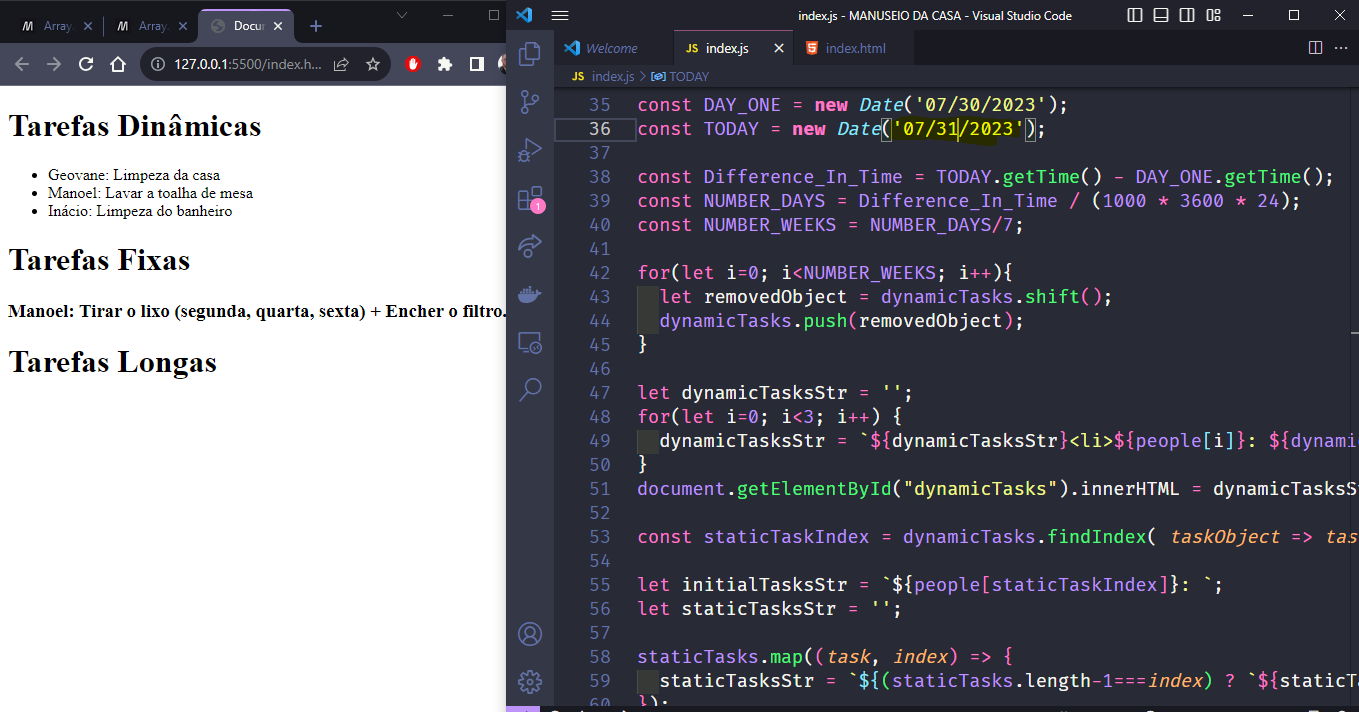 Array.
Array.
Docur
127.0.0.1:5500/index.h...
Tarefas Dinâmicas
Geovane: Limpeza da casa
Manoel: Lavar a toalha de mesa
Inácio: Limpeza do banheiro
Tarefas Fixas
Manoel: Tirar o lixo (segunda, quarta, sexta) + Encher o filtro.
Tarefas Longas
index.js - MANUSEIO DA CASA - Visual Studio Code
Welcome
JS index.js
index.html
JS index.js > TODAY
1
35 const DAY_ONE = new Date('07/30/2023');
36 const TODAY = new Date('07/31/2023');
37
38 const Difference_In_Time = TODAY.getTime() - DAY_ONE.getTime();
39 const NUMBER_DAYS = Difference_In_Time / (1000 * 3600 * 24);
40 const NUMBER_WEEKS = NUMBER_DAYS/7;
41
42 for(let i=0; i<NUMBER_WEEKS; i++){
43 let removedObject = dynamicTasks.shift();
44 dynamicTasks.push(removedObject);
45 }
46
47 let dynamicTasksStr = '';
48 for(let i=0; i<3; i++) {
49 dynamicTasksStr = `${dynamicTasksStr}<li>${people[i]}: ${dynami
50 }
51 document.getElementById("dynamicTasks").innerHTML = dynamicTasksS
52
53 const staticTaskIndex = dynamicTasks.findIndex( taskObject => tas
54
55 let initialTasksStr = `${people[staticTaskIndex]}: `;
56 let staticTasksStr = '';
57
58 staticTasks.map((task, index) => {
59 staticTasksStr = `${(staticTasks.length-1===index) ? `${staticT
60 });